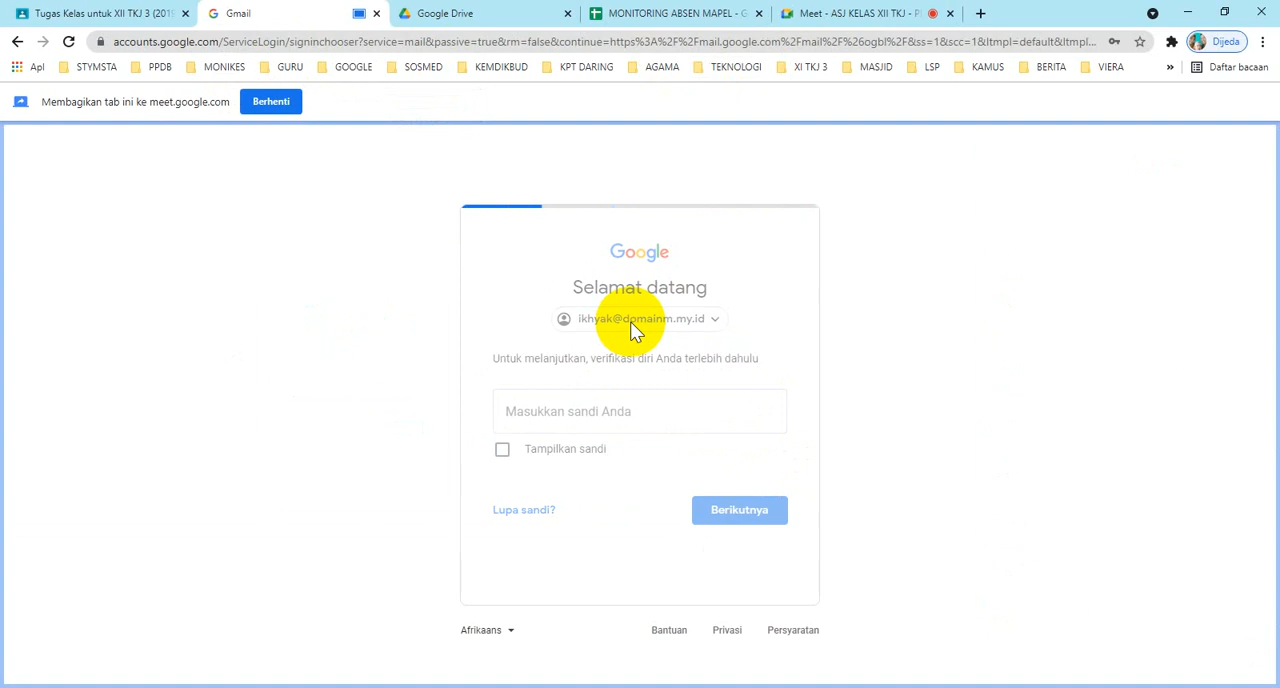 Tugas Kelas untuk XII TKJ 3 (2019
Gmail
Google Drive
MONITORING ABSEN MAPEL - G
Meet - ASJ KELAS XII TKJ - P
accounts.google.com/ServiceLogin/signinchooser?service=mail&passive=true&rm=false&continue=https%3A%2F%2Fmail.google.com%2Fmail%2F%26ogbl%2F&ss=1&scc=1&ltmpl=default&ltmpl...
Dijeda
Apl
STYMSTA
PPDB
MONIKES
GURU
GOOGLE
SOSMED
KEMDIKBUD
KPT DARING
AGAMA
TEKNOLOGI
XI TKJ 3
MASJID
LSP
KAMUS
BERITA
VIERA
»
Daftar bacaan
Membagikan tab ini ke meet.google.com
Berhenti
Google
Selamat datang
ikhyak@domainm.my.id
Untuk melanjutkan, verifikasi diri Anda terlebih dahulu
Masukkan sandi Anda
Tampilkan sandi
Lupa sandi?
Berikutnya
Afrikaans
Bantuan
Privasi
Persyaratan